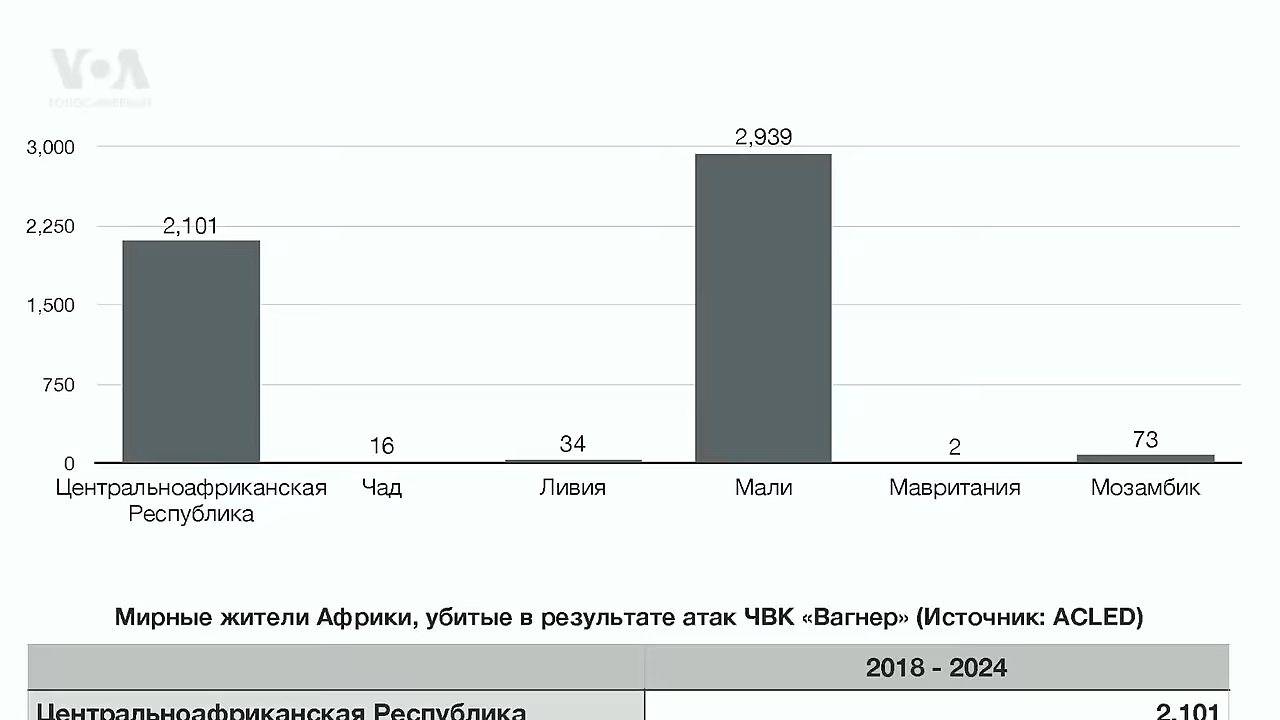 VOA
3,000
2,939
2,250
2,101
1,500
750
73
16
34
2
0
Центральноафриканская
Республика
Чад
Ливия
Мали
Мавритания
Мозамбик
Мирные жители Африки, убитые в результате атак ЧВК «Вагнер» (Источник: ACLED)
2018 - 2024
Центральноафриканская Республика
2,101